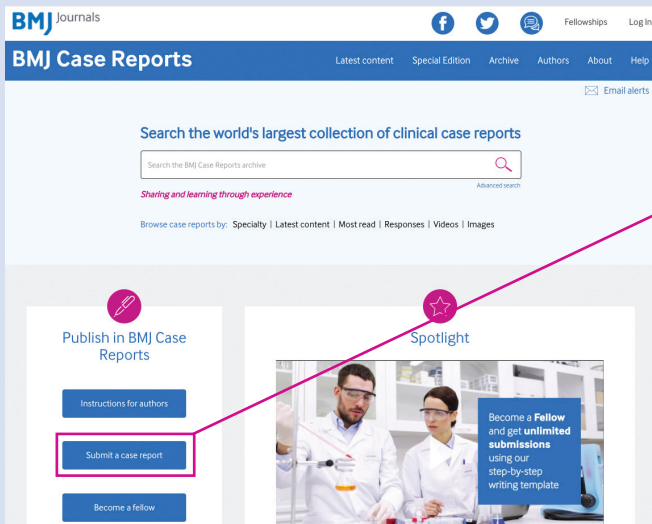 BMJ Journals
Fellowships Log In
BMJ Case Reports
Latest content Special Edition Archive Authors About Help
Email alerts
Search the world's largest collection of clinical case reports
Search the BMJ Case Reports archive
Advanced search
Sharing and learning through experience
Browse case reports by: Specialty | Latest content | Most read | Responses | Videos | Images
Publish in BMJ Case
Reports
Instructions for authors
Submit a case report
Become a fellow
Spotlight
Become a Fellow
and get unlimited
submissions
using our
step-by-step
writing template